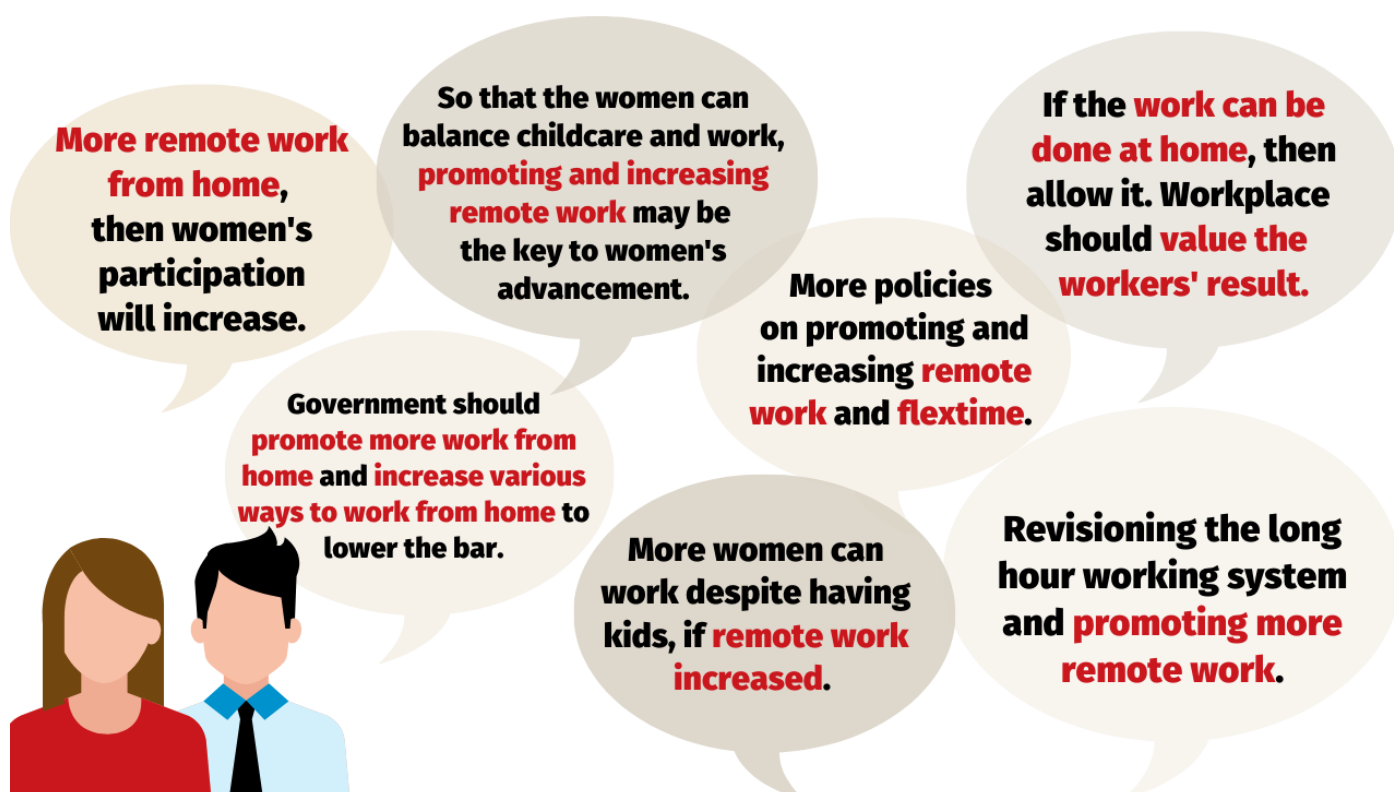 More remote work
from home,
then women's
participation
will increase.
So that the women can
balance childcare and work,
promoting and increasing
remote work may be
the key to women's
advancement.
If the work can be
done at home, then
allow it. Workplace
should value the
workers' result.
More policies
on promoting and
increasing remote
work and flextime.
Government should
promote more work from
home and increase various
ways to work from home to
lower the bar.
More women can
work despite having
kids, if remote work
increased.
Revisioning the long
hour working system
and promoting more
remote work.